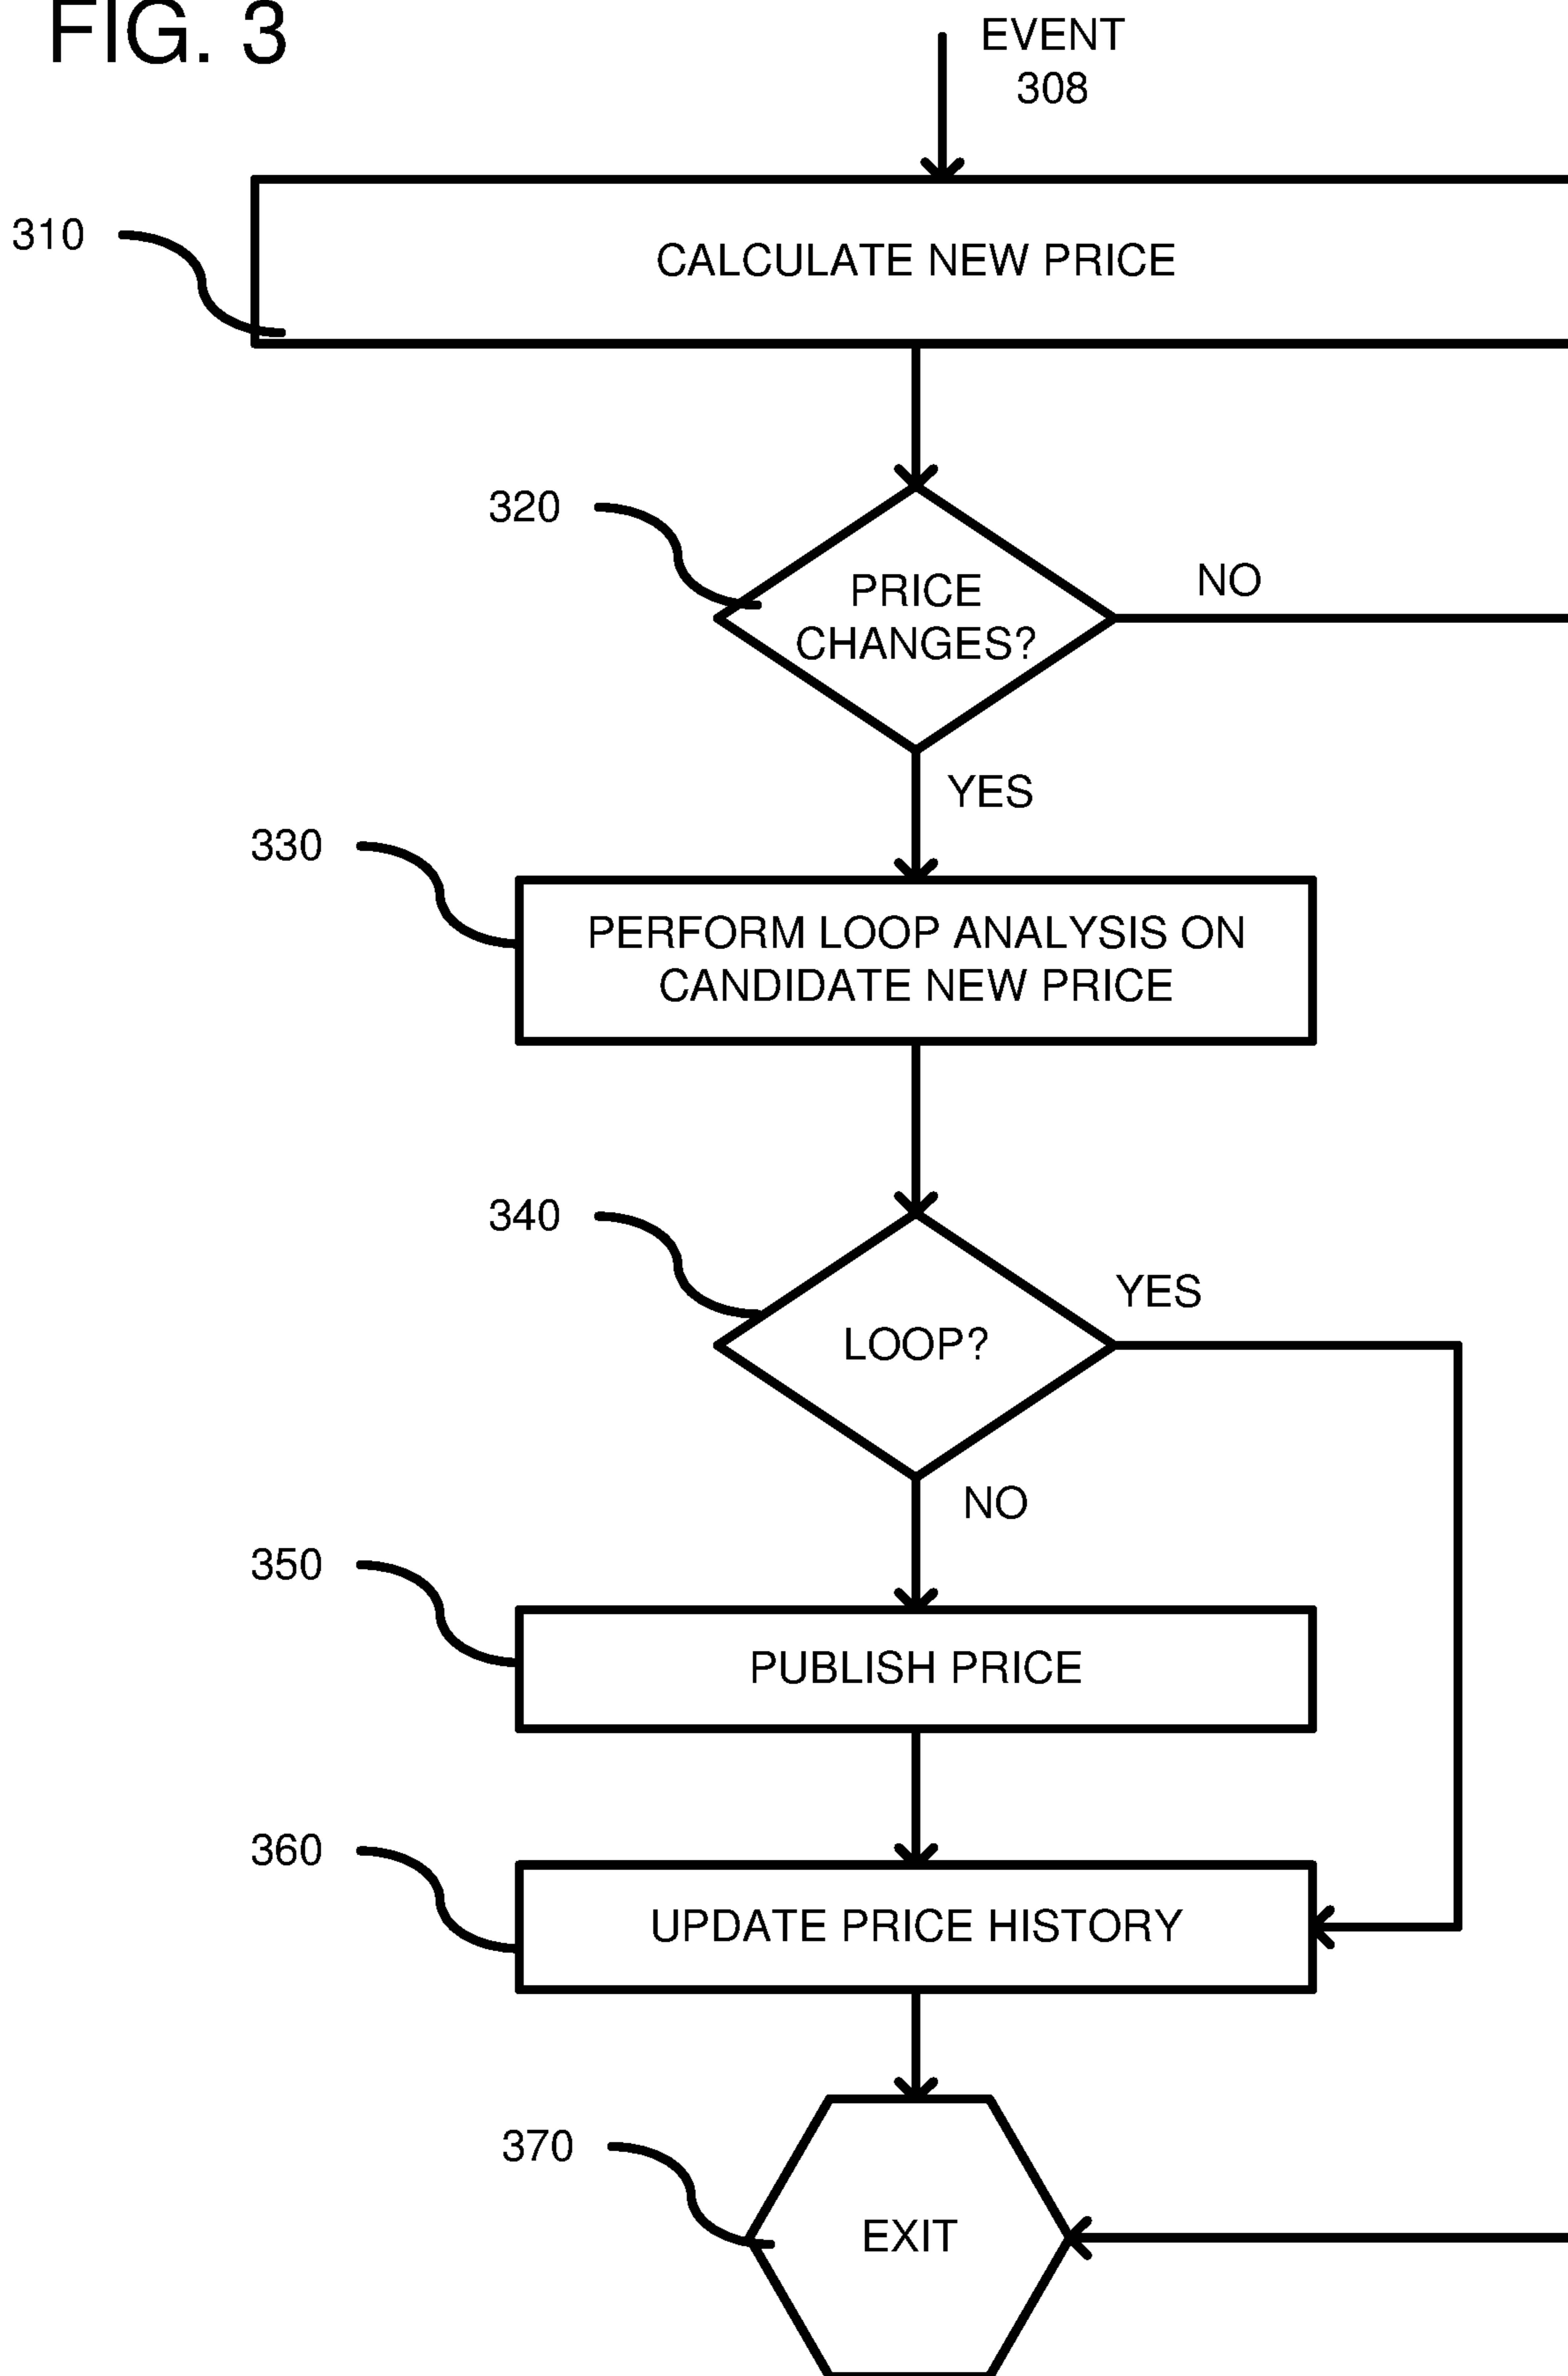 FIG. 3
EVENT
308
310
CALCULATE NEW PRICE
320
PRICE
CHANGES?
NO
YES
330
PERFORM LOOP ANALYSIS ON
CANDIDATE NEW PRICE
340
YES
LOOP?
NO
350
PUBLISH PRICE
360
UPDATE PRICE HISTORY
370
EXIT